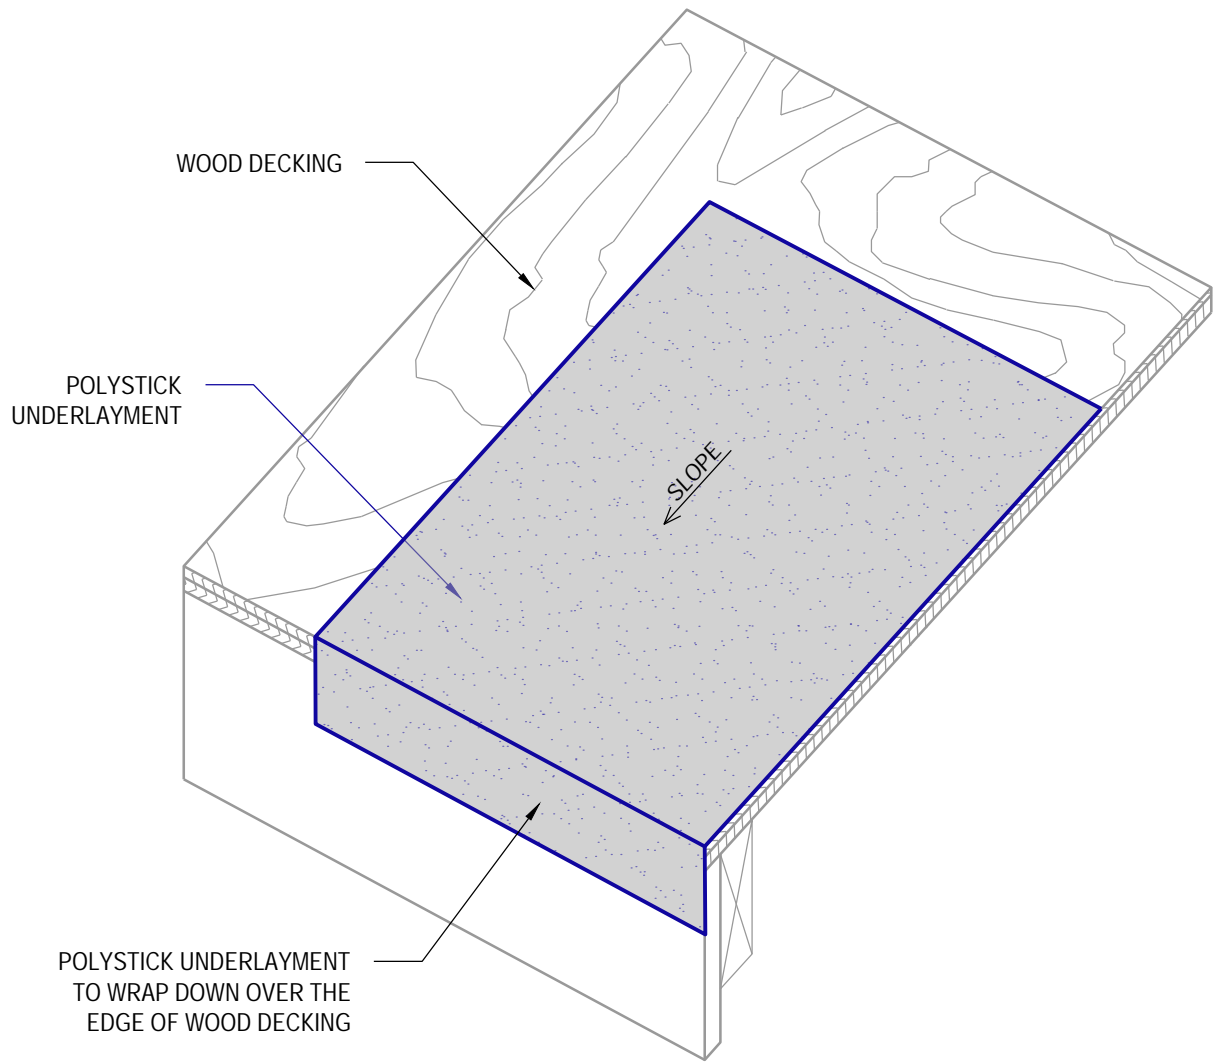 WOOD DECKING
POLYSTICK
UNDERLAYMENT
SLOPE
POLYSTICK UNDERLAYMENT
TO WRAP DOWN OVER THE
EDGE OF WOOD DECKING